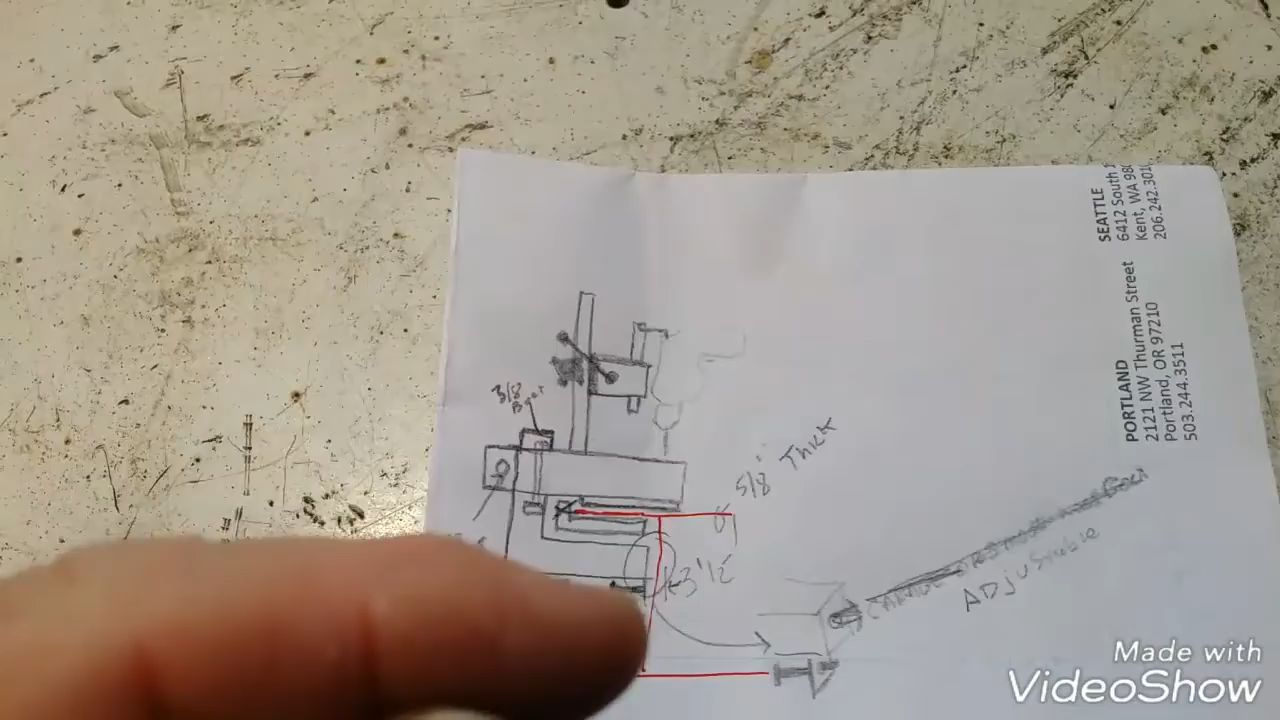 SEATTLE
6412 South
Kent, WA 98
206.242.301
PORTLAND
2121 NW Thurman Street
Portland, OR 97210
503.244.3511
3/8
5/8" Thick
3 1/2
ADjustable
Made with
VideoShow